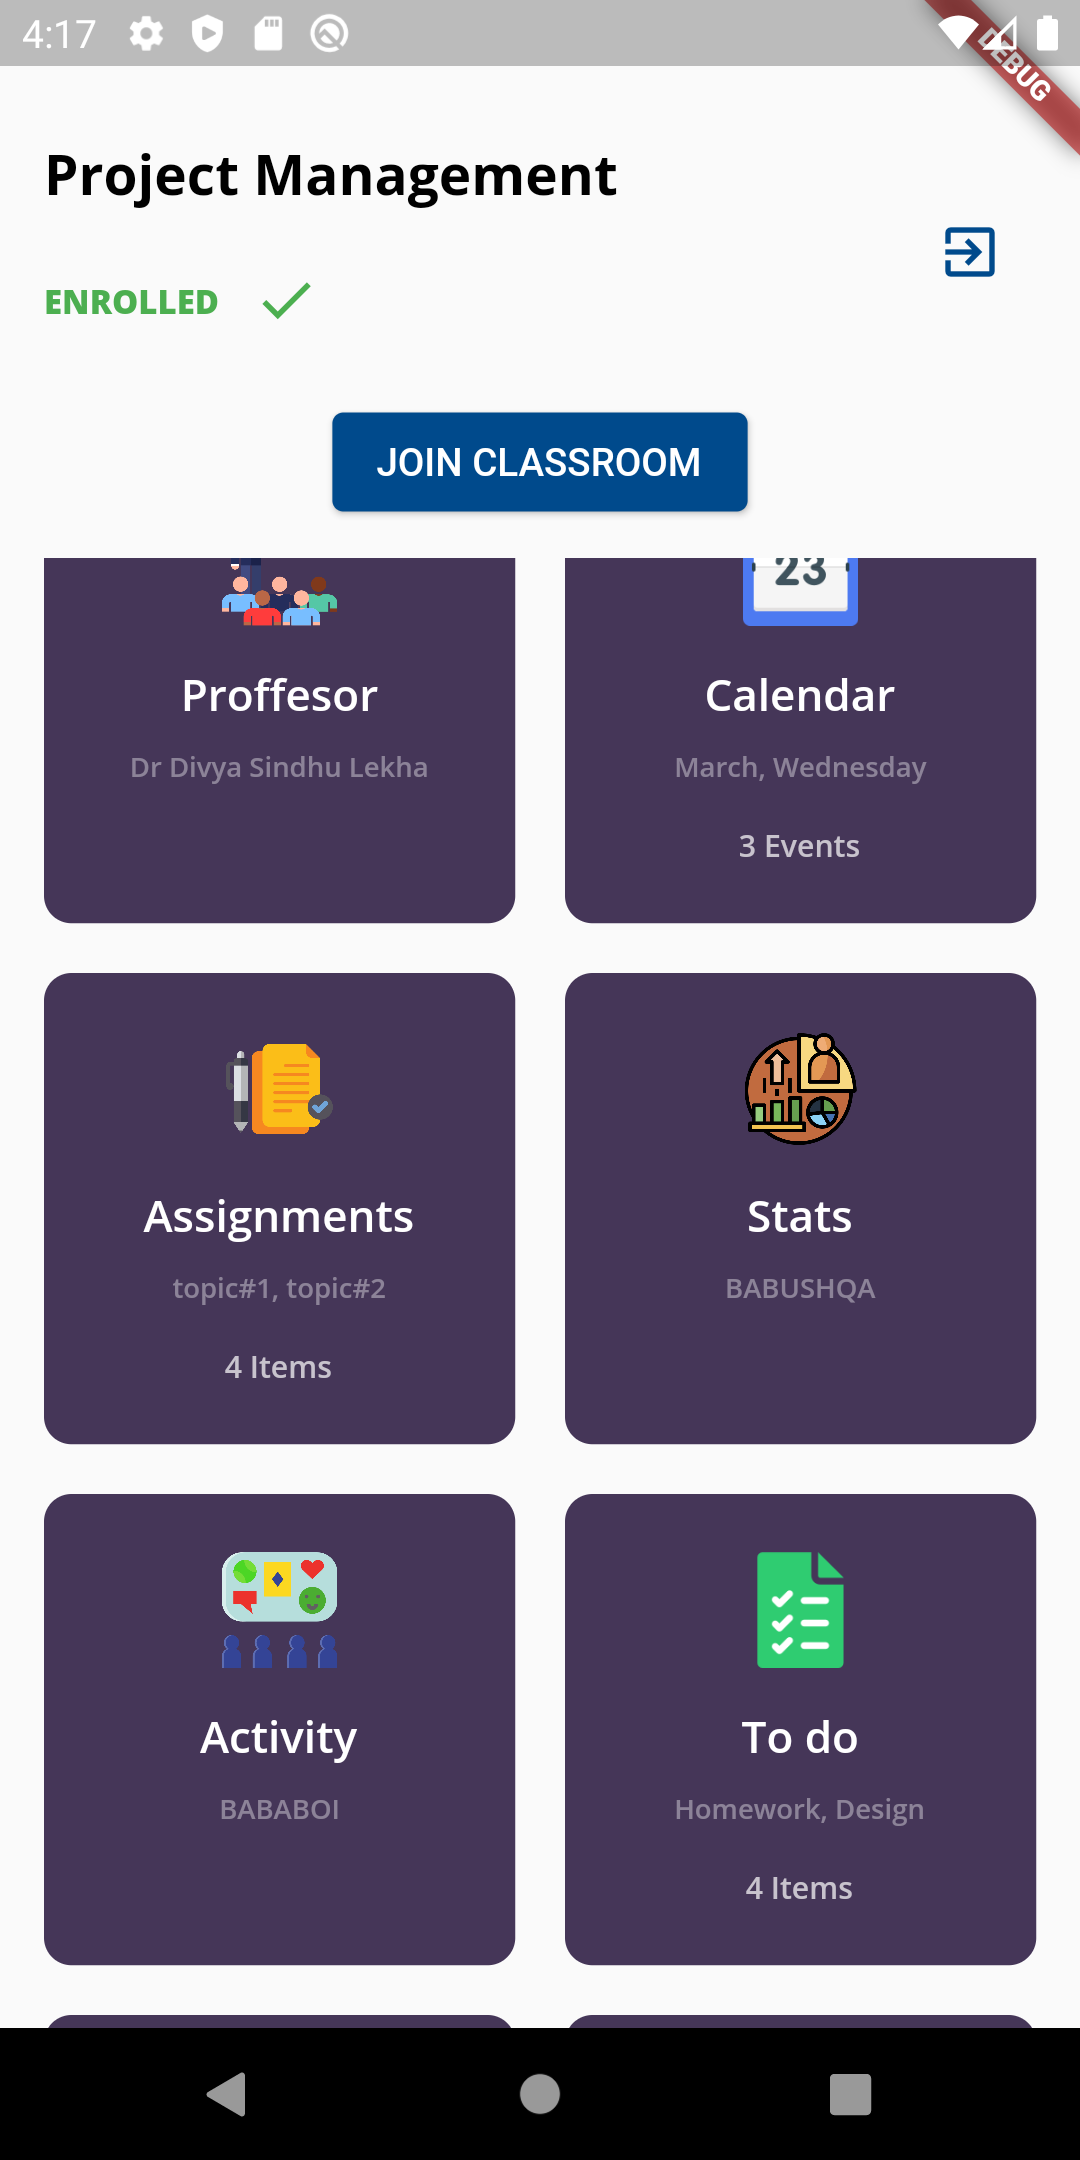 4:17
DEBUG
Project Management
ENROLLED
JOIN CLASSROOM
23
Proffesor
Calendar
Dr Divya Sindhu Lekha
March, Wednesday
3 Events
Assignments
Stats
topic#1, topic#2
BABUSHQA
4 Items
Activity
To do
BABABOI
Homework, Design
4 Items